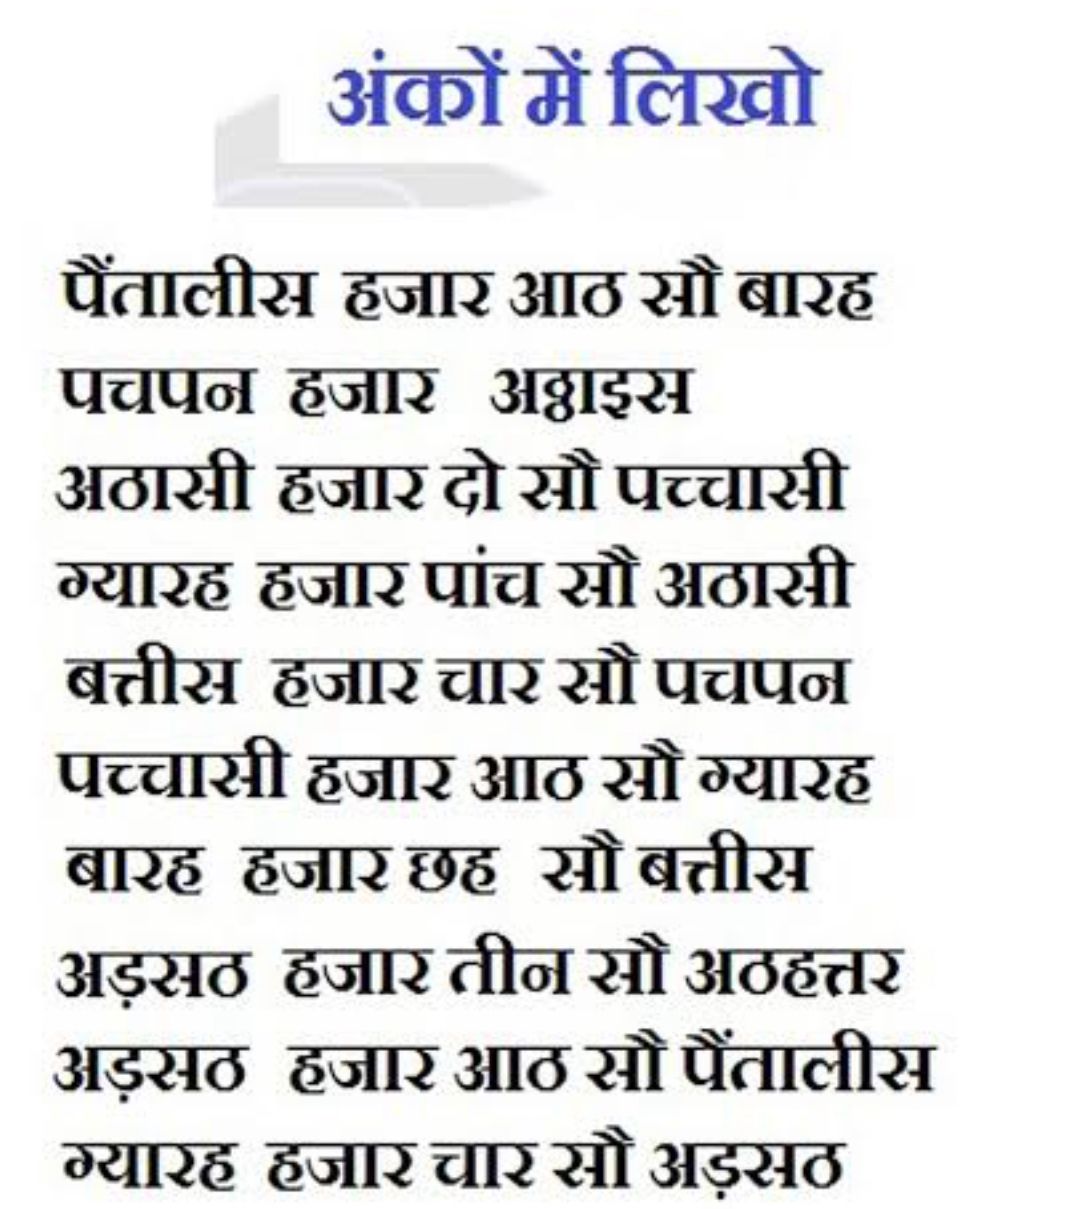 अंकों में लिखो
पैंतालीस हजार आठ सौ बारह
पचपन हजार अठ्ठाइस
अठासी हजार दो सौ पच्चासी
ग्यारह हजार पांच सौ अठासी
बत्तीस हजार चार सौ पचपन
पच्चासी हजार आठ सौ ग्यारह
बारह हजार छह सौ बत्तीस
अड़सठ हजार तीन सौ अठहत्तर
अड़सठ हजार आठ सौ पैंतालीस
ग्यारह हजार चार सौ अड़सठ